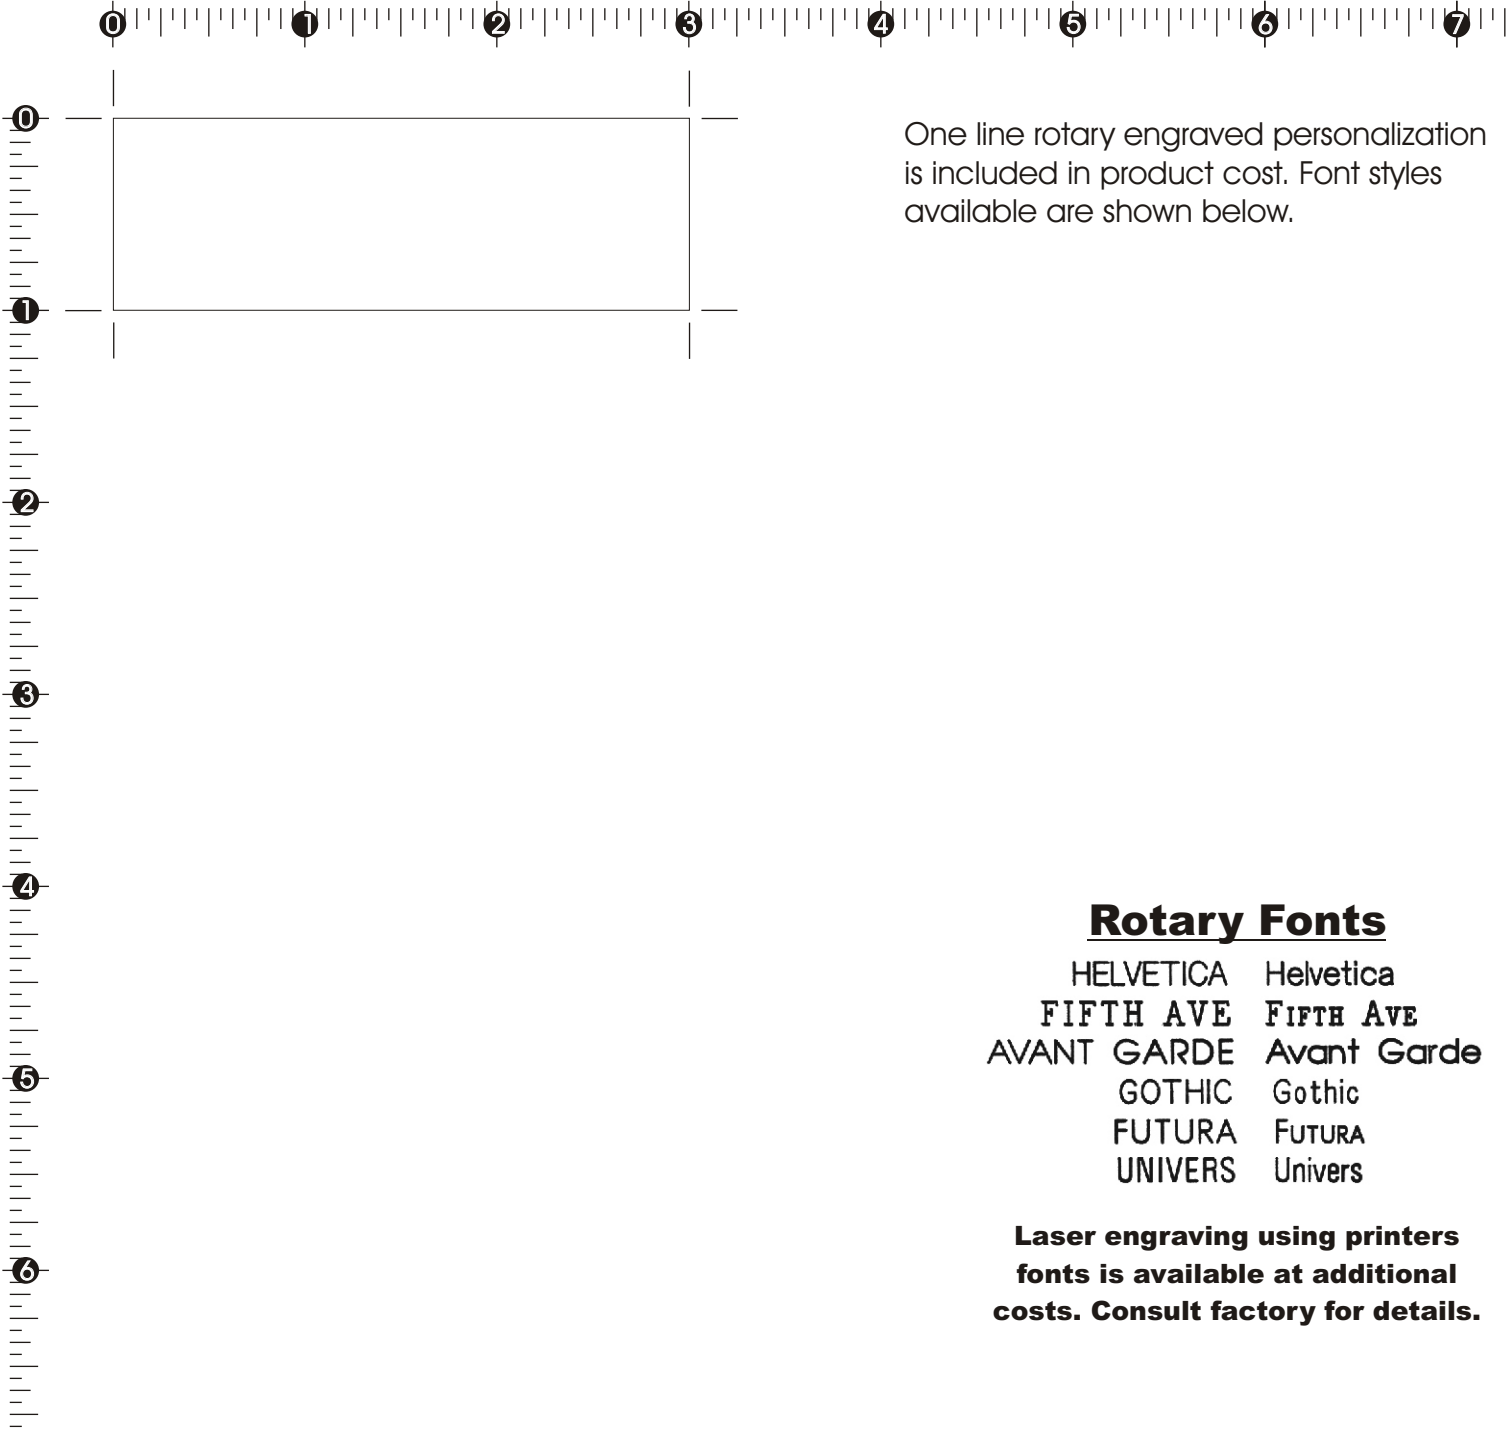 0 1 2 3 4 5 6 7
0
1
2
3
4
5
6
One line rotary engraved personalization
is included in product cost. Font styles
available are shown below.
Rotary Fonts
HELVETICA Helvetica
FIFTH AVE FIFTH AVE
AVANT GARDE Avant Garde
GOTHIC Gothic
FUTURA FUTURA
UNIVERS Univers
Laser engraving using printers
fonts is available at additional
costs. Consult factory for details.